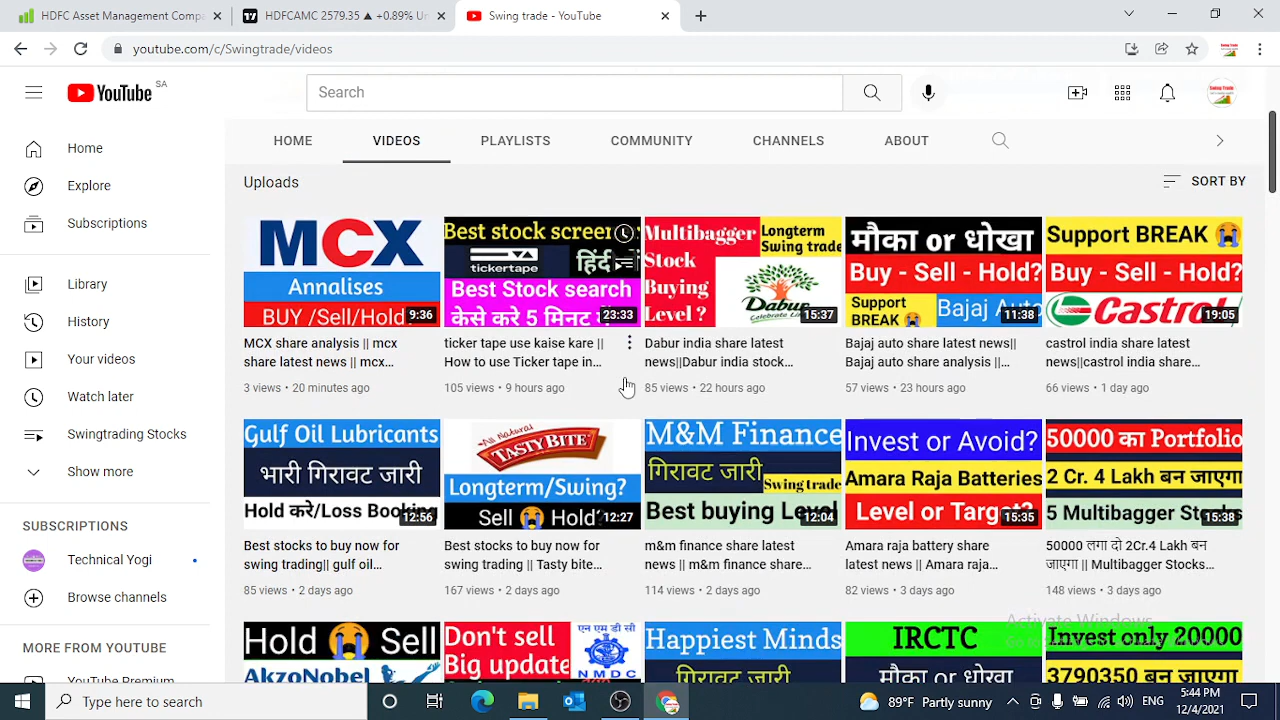 HDFC Asset Management Comp
HDFCAMC 2579.35 ▲ +0.89% Un
Swing trade - YouTube
youtube.com/c/Swingtrade/videos
YouTube SA
Search
HOME
VIDEOS
PLAYLISTS
COMMUNITY
CHANNELS
ABOUT
Home
Explore
Subscriptions
Library
History
Your videos
Watch later
Swingtrading Stocks
Show more
SUBSCRIPTIONS
Technical Yogi
Browse channels
MORE FROM YOUTUBE
YouTube Premium
Uploads
SORT BY
MCX
Annalises
BUY /Sell/Hold?
9:36
MCX share analysis || mcx
share latest news || mcx...
3 views • 20 minutes ago
Best stock screener
tickertape
हिंदी
Best Stock search
केसे करे 5 मिनट में
23:33
ticker tape use kaise kare ||
How to use Ticker tape in...
105 views • 9 hours ago
Multibagger
Stock
Buying
Level ?
Longterm
Swing trade
Dabur
Celebrate Life
15:37
Dabur india share latest
news||Dabur india stock...
85 views • 22 hours ago
मौका or धोखा
Buy - Sell - Hold?
Support
BREAK 😭
Bajaj Auto
11:38
Bajaj auto share latest news||
Bajaj auto share analysis ||...
57 views • 23 hours ago
Support BREAK 😭
Buy - Sell - Hold?
Castrol
19:05
castrol india share latest
news||castrol india share...
66 views • 1 day ago
Gulf Oil Lubricants
भारी गिरावट जारी
Hold करे/Loss Booking
12:56
Best stocks to buy now for
swing trading|| gulf oil...
85 views • 2 days ago
All Natural
TASTY BITE
Longterm/Swing?
Sell 😭 Hold?
12:27
Best stocks to buy now for
swing trading || Tasty bite...
167 views • 2 days ago
M&M Finance
गिरावट जारी
Swing trade
Best buying Level
12:04
m&m finance share latest
news || m&m finance share...
114 views • 2 days ago
Invest or Avoid?
Amara Raja Batteries
Level or Target?
15:35
Amara raja battery share
latest news || Amara raja...
82 views • 3 days ago
50000 का Portfolio
2 Cr. 4 Lakh बन जाएगा
5 Multibagger Stocks
15:38
50000 लगा दो 2Cr.4 Lakh बन
जाएगा || Multibagger Stocks...
148 views • 3 days ago
Hold 😭 Sell
AkzoNobel
Don't sell
Big update
एन एम डी सी
NMDC
Happiest Minds
गिरावट जारी
IRCTC
मौका or धोखा
Invest only 20000
3790350 बन जाएगा
Activate Windows
Type here to search
89°F Partly sunny
ENG
5:44 PM
12/4/2021